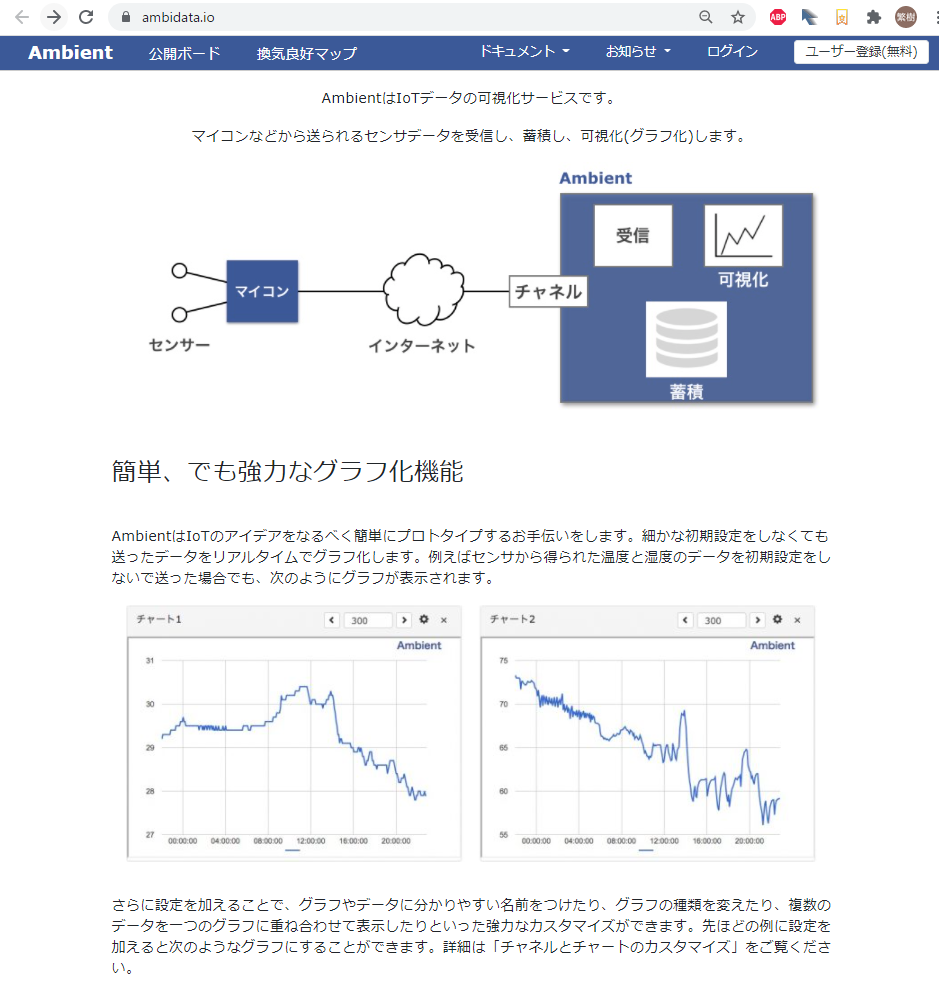 ambidata.io
ABP
繁樹
Ambient 公開ボード 換気良好マップ ドキュメント お知らせ ログイン ユーザー登録(無料)
AmbientはIoTデータの可視化サービスです。
マイコンなどから送られるセンサデータを受信し、蓄積し、可視化(グラフ化)します。
Ambient
受信
可視化
マイコン
チャネル
センサー
インターネット
蓄積
簡単、でも強力なグラフ化機能
AmbientはIoTのアイデアをなるべく簡単にプロトタイプするお手伝いをします。細かな初期設定をしなくても
送ったデータをリアルタイムでグラフ化します。例えばセンサから得られた温度と湿度のデータを初期設定をし
ないで送った場合でも、次のようにグラフが表示されます。
チャート1 300
Ambient
31
30
29
28
27
00:00:00 04:00:00 08:00:00 12:00:00 16:00:00 20:00:00
チャート2 300
Ambient
75
70
65
60
55
00:00:00 04:00:00 08:00:00 12:00:00 16:00:00 20:00:00
さらに設定を加えることで、グラフやデータに分かりやすい名前をつけたり、グラフの種類を変えたり、複数の
データを一つのグラフに重ね合わせて表示したりといった強力なカスタマイズができます。先ほどの例に設定を
加えると次のようなグラフにすることができます。詳細は「チャネルとチャートのカスタマイズ」をご覧くださ
い。